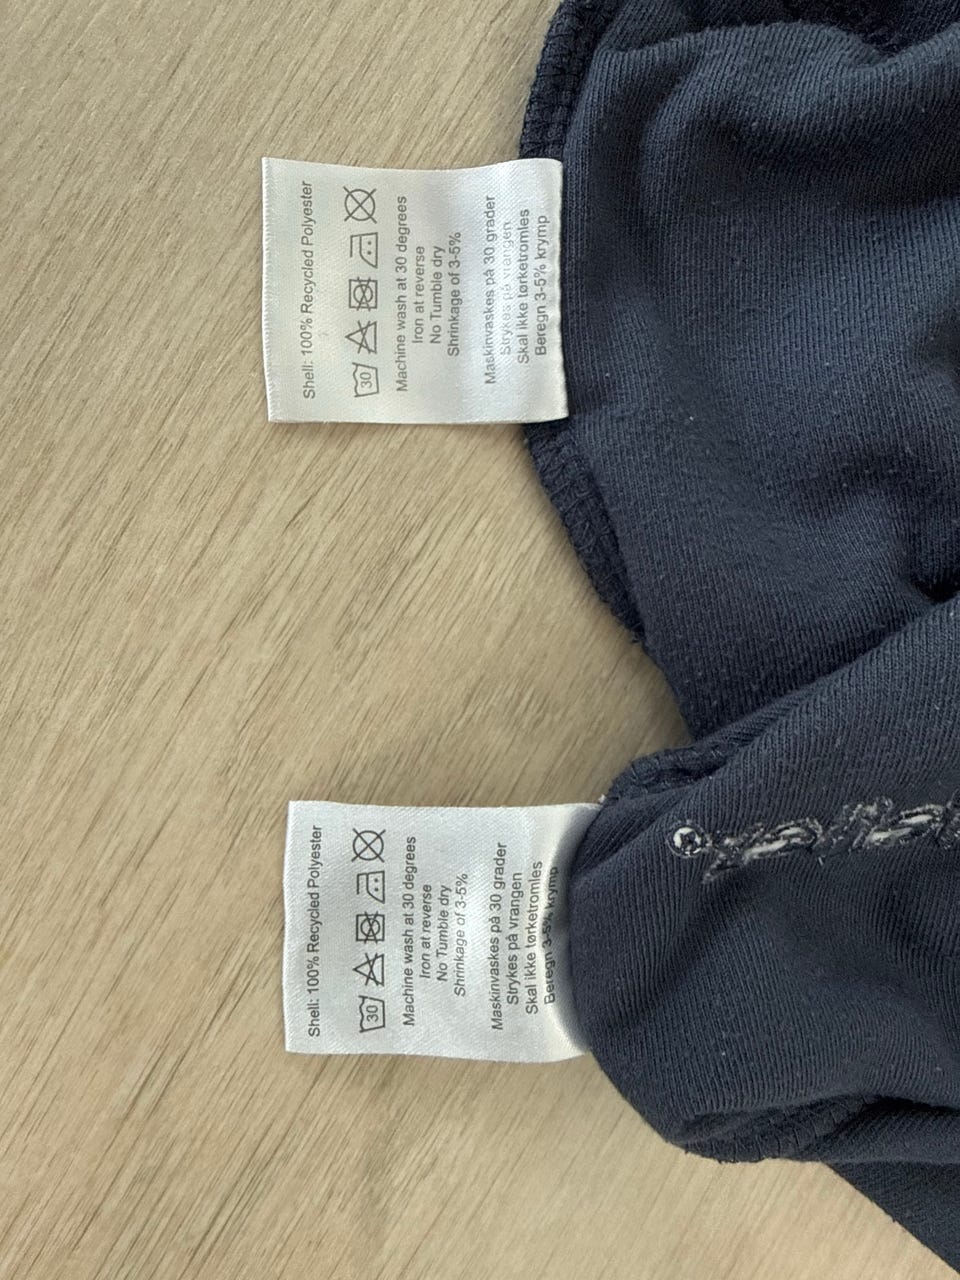 Shell: 100% Recycled Polyester
30
Machine wash at 30 degrees
Iron at reverse
No Tumble dry
Shrinkage of 3-5%
Maskinvaskes på 30 grader
Strykes på vrangen
Skal ikke tørketromles
Beregn 3-5% krymp
Shell: 100% Recycled Polyester
30
Machine wash at 30 degrees
Iron at reverse
No Tumble dry
Shrinkage of 3-5%
Maskinvaskes på 30 grader
Strykes på vrangen
Skal ikke tørketromles
Beregn 3-5% krymp